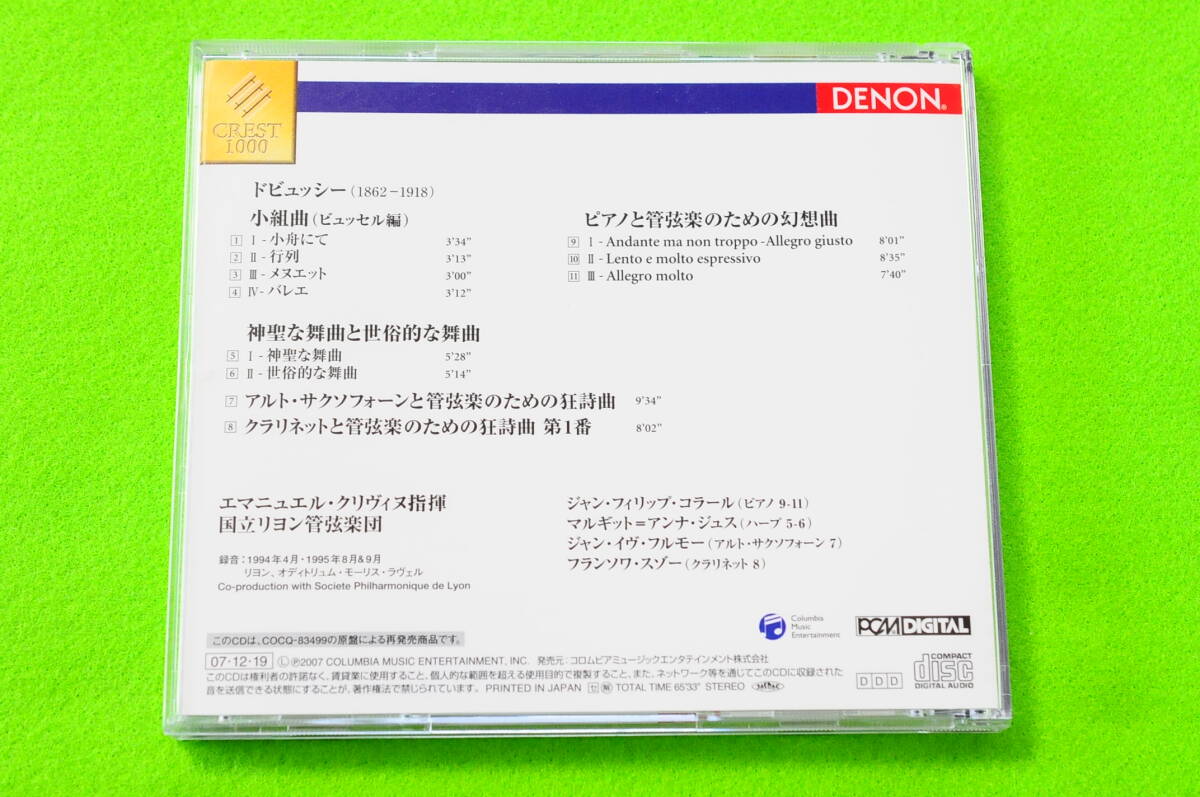 CREST
1000
DENON®
ドビュッシー（1862－1918）
小組曲（ビュッセル編）
1 Ⅰ-小舟にて 3'34”
2 Ⅱ-行列 3'13”
3 Ⅲ-メヌエット 3'00”
4 Ⅳ-バレエ 3'12”
神聖な舞曲と世俗的な舞曲
5 Ⅰ-神聖な舞曲 5'28”
6 Ⅱ-世俗的な舞曲 5'14”
7 アルト・サクソフォーンと管弦楽のための狂詩曲 9'34”
8 クラリネットと管弦楽のための狂詩曲 第1番 8'02”
ピアノと管弦楽のための幻想曲
9 Ⅰ-Andante ma non troppo-Allegro giusto 8'01”
10 Ⅱ-Lento e molto espressivo 8'35”
11 Ⅲ-Allegro molto 7'40”
エマニュエル・クリヴィヌ指揮
国立リヨン管弦楽団
録音：1994年4月・1995年8月&9月
リヨン、オディトリュム・モーリス・ラヴェル
Co-production with Societe Philharmonique de Lyon
ジャン・フィリップ・コラール（ピアノ 9-11）
マルギット＝アンナ・ジュス（ハープ 5-6）
ジャン・イヴ・フルモー（アルト・サクソフォーン 7）
フランソワ・スゾー（クラリネット 8）
Columbia
Music
Entertainment
PCM DIGITAL
このCDは、COCQ-83499の原盤による再発売商品です。
07・12・19 Ⓛ℗2007 COLUMBIA MUSIC ENTERTAINMENT, INC. 発売元：コロムビアミュージックエンタテインメント株式会社
このCDは権利者の許諾なく、賃貸業に使用すること、個人的な範囲を超える使用目的で複製すること、また、ネットワーク等を通じてこのCDに収録された
音を送信できる状態にすることが、著作権法で禁じられています。 PRINTED IN JAPAN TOTAL TIME 65'33” STEREO
DDD
COMPACT
disc
DIGITAL AUDIO